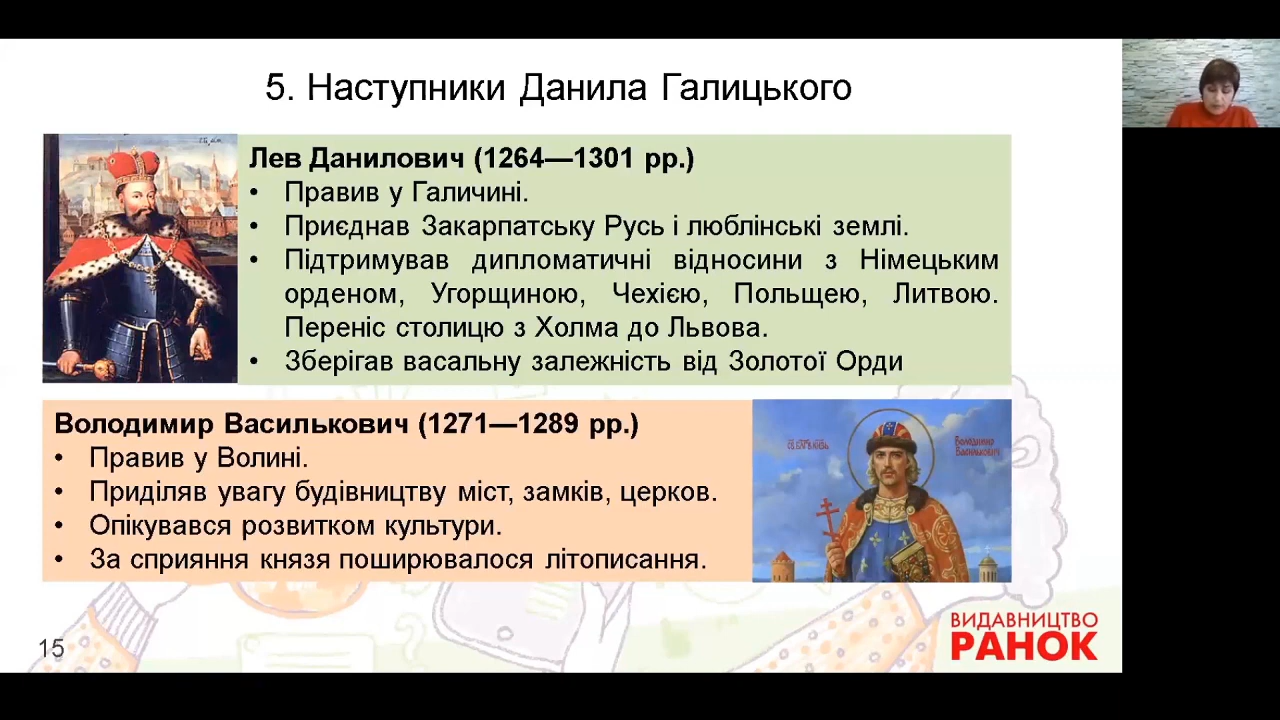 5. Наступники Данила Галицького
Лев Данилович (1264—1301 рр.)
• Правив у Галичині.
• Приєднав Закарпатську Русь і люблінські землі.
• Підтримував дипломатичні відносини з Німецьким
орденом, Угорщиною, Чехією, Польщею, Литвою.
Переніс столицю з Холма до Львова.
• Зберігав васальну залежність від Золотої Орди
Володимир Василькович (1271—1289 рр.)
• Правив у Волині.
• Приділяв увагу будівництву міст, замків, церков.
• Опікувався розвитком культури.
• За сприяння князя поширювалося літописання.
Володимир
Василькович
15
ВИДАВНИЦТВО
РАНОК